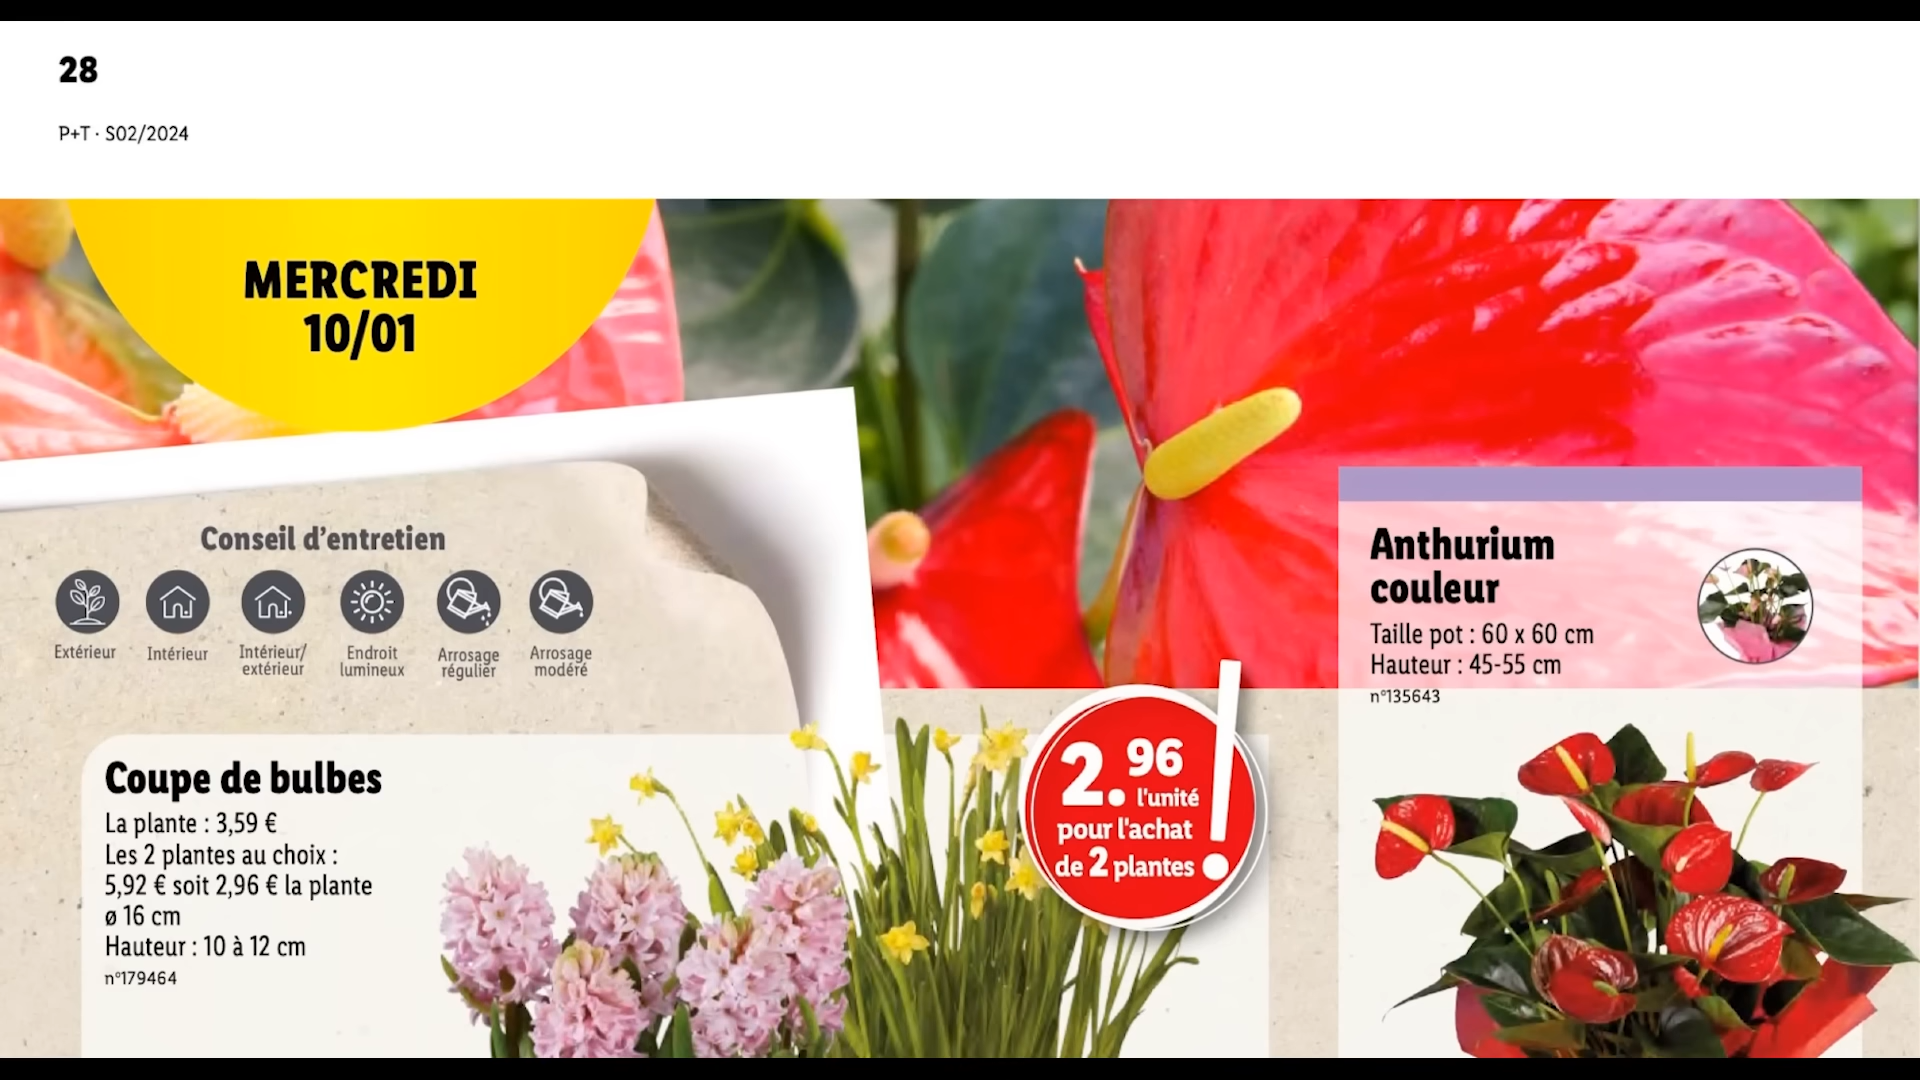 28
P+T · S02/2024
MERCREDI
10/01
Conseil d'entretien
Extérieur
Intérieur
Intérieur/
extérieur
Endroit
lumineux
Arrosage
régulier
Arrosage
modéré
Coupe de bulbes
La plante : 3,59 €
Les 2 plantes au choix :
5,92 € soit 2,96 € la plante
ø 16 cm
Hauteur : 10 à 12 cm
n°179464
2.96
l'unité
pour l'achat
de 2 plantes !
Anthurium
couleur
Taille pot : 60 x 60 cm
Hauteur : 45-55 cm
n°135643